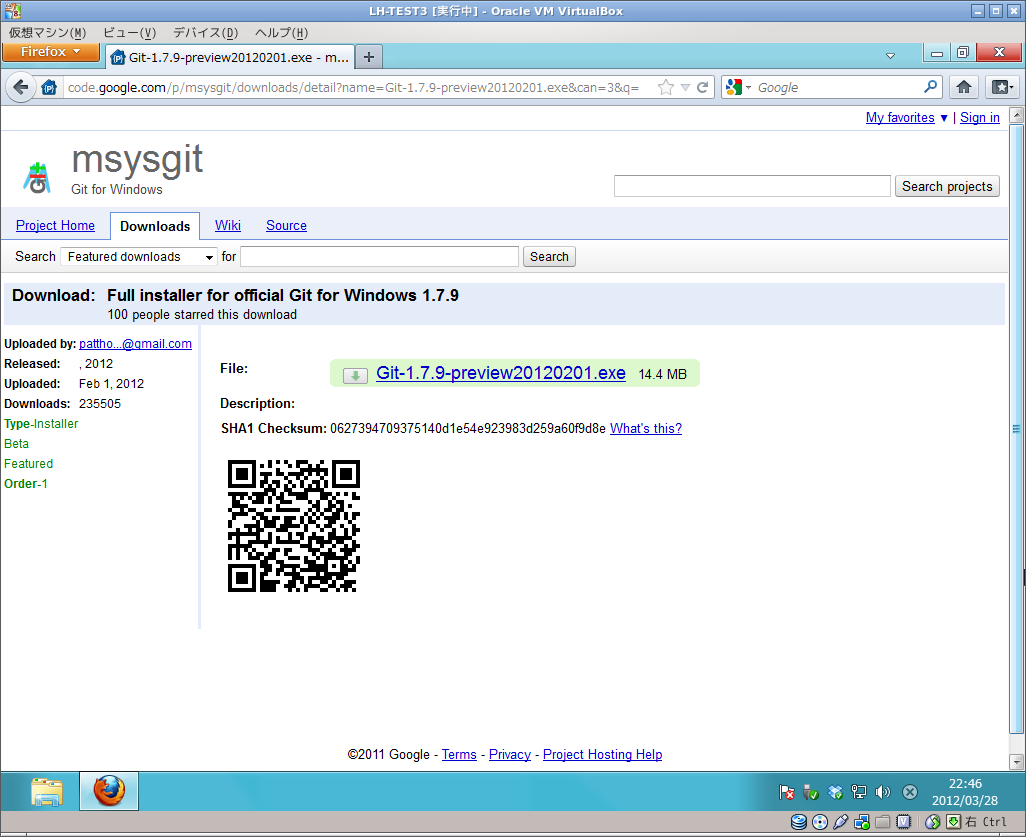 LH-TEST3 [実行中] - Oracle VM VirtualBox
仮想マシン(M) ビュー(V) デバイス(D) ヘルプ(H)
Firefox
Git-1.7.9-preview20120201.exe - m...
code.google.com/p/msysgit/downloads/detail?name=Git-1.7.9-preview20120201.exe&can=3&q=
Google
My favorites ▼ | Sign in
msysgit
Git for Windows
Search projects
Project Home Downloads Wiki Source
Search Featured downloads for Search
Download: Full installer for official Git for Windows 1.7.9
100 people starred this download
Uploaded by: pattho...@gmail.com
Released: , 2012
Uploaded: Feb 1, 2012
Downloads: 235505
Type-Installer
Beta
Featured
Order-1
File: Git-1.7.9-preview20120201.exe 14.4 MB
Description:
SHA1 Checksum: 0627394709375140d1e54e923983d259a60f9d8e What's this?
©2011 Google - Terms - Privacy - Project Hosting Help
22:46
2012/03/28
右 Ctrl